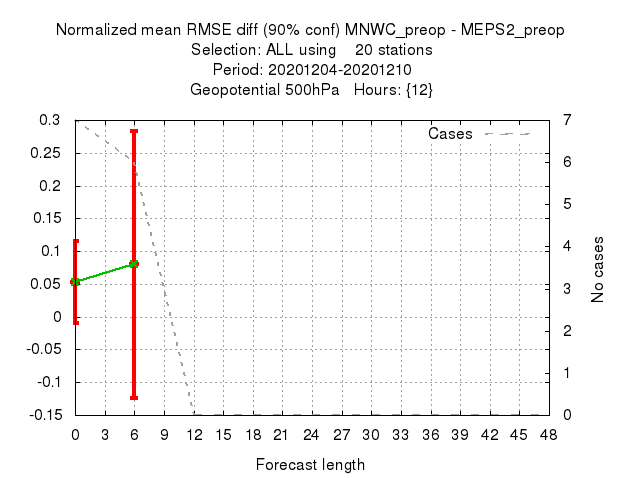 Normalized mean RMSE diff (90% conf) MNWC_preop - MEPS2_preop
Selection: ALL using 20 stations
Period: 20201204-20201210
Geopotential 500hPa Hours: {12}
Cases
0.3
0.25
0.2
0.15
0.1
0.05
0
-0.05
-0.1
-0.15
7
6
5
4
3
2
1
0
No cases
0 3 6 9 12 15 18 21 24 27 30 33 36 39 42 45 48
Forecast length